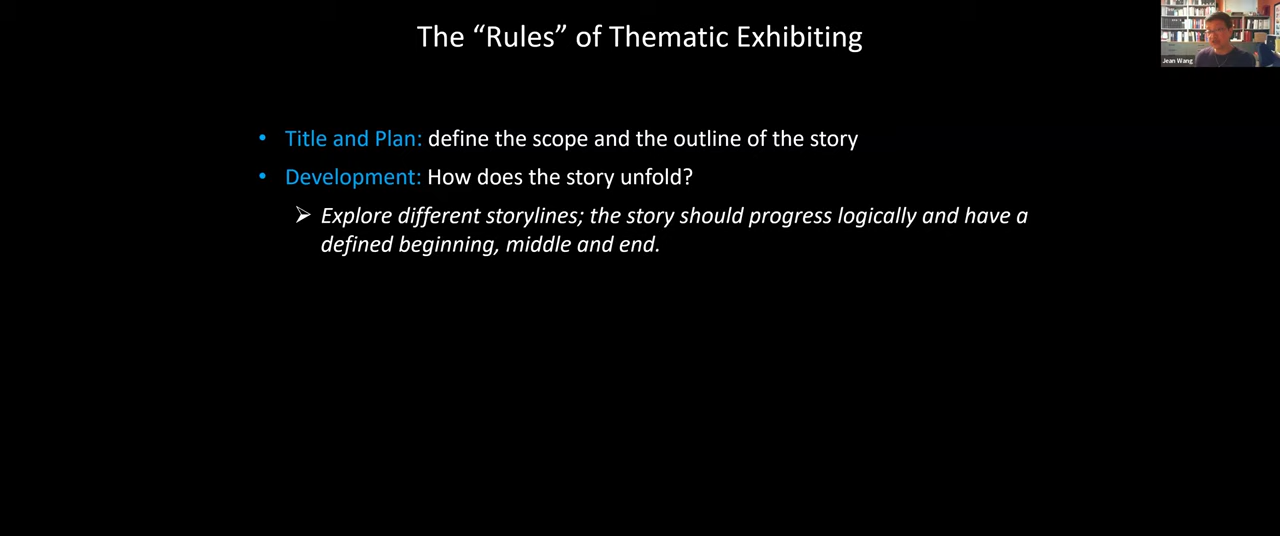 The “Rules” of Thematic Exhibiting
Jean Wang
• Title and Plan: define the scope and the outline of the story
• Development: How does the story unfold?
➢ Explore different storylines; the story should progress logically and have a
defined beginning, middle and end.